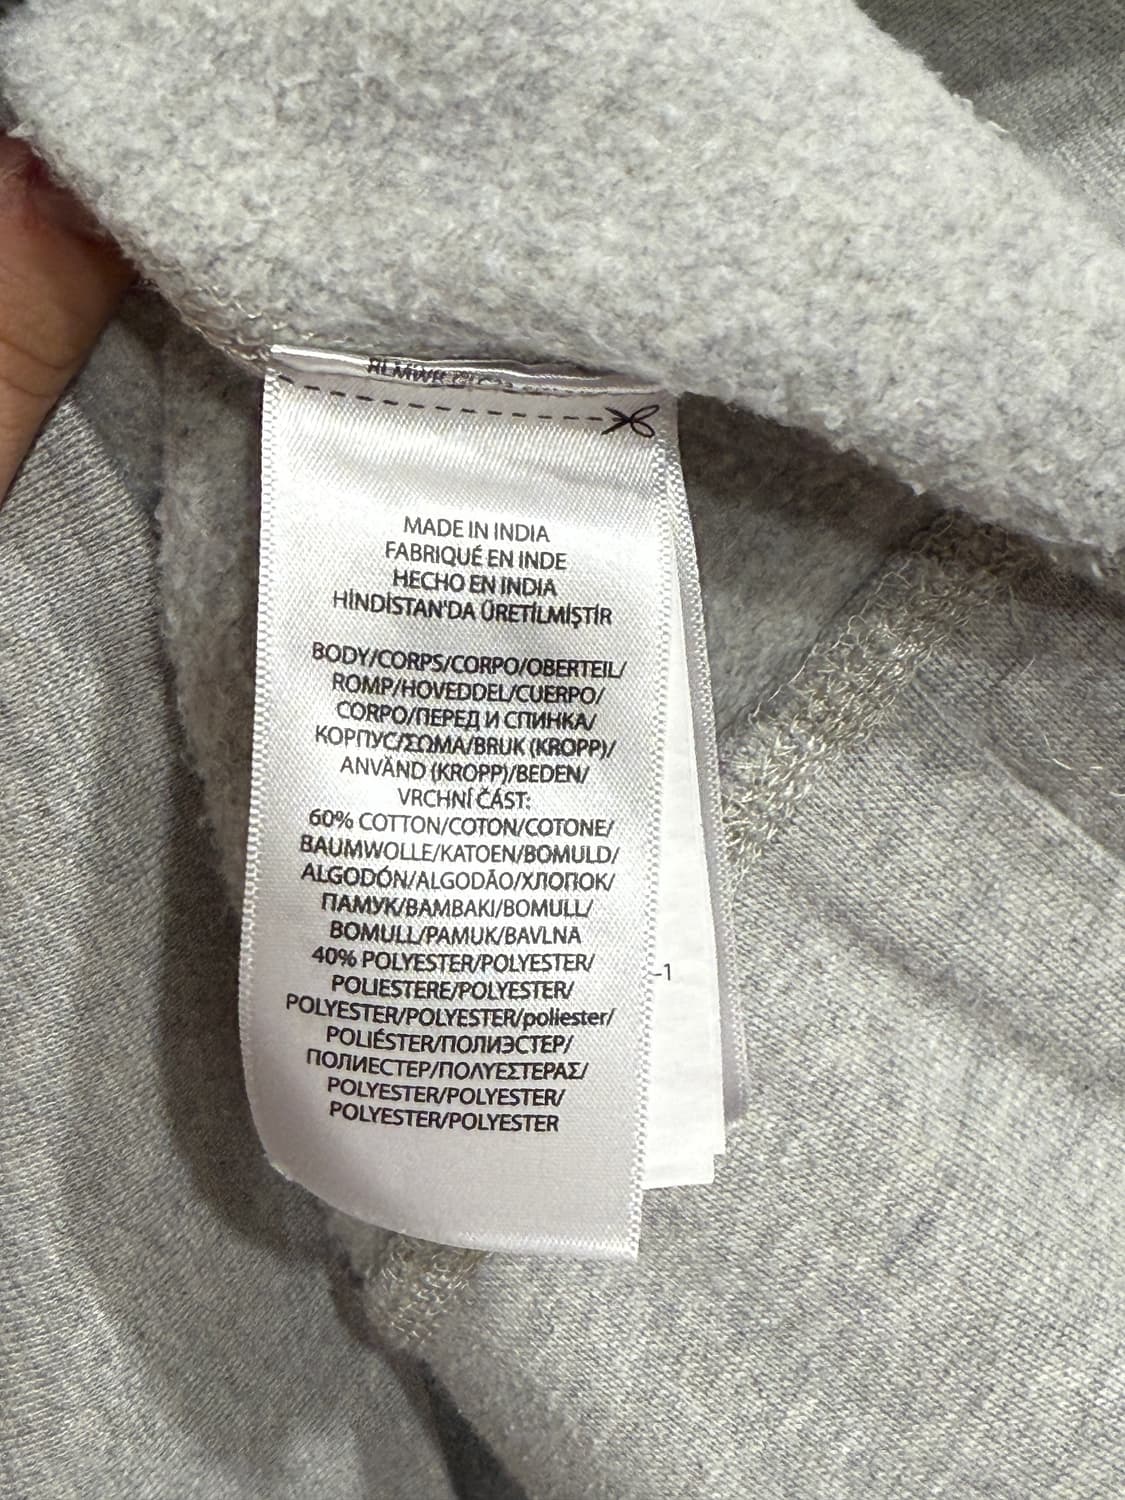 MADE IN INDIA
FABRIQUÉ EN INDE
HECHO EN INDIA
HİNDİSTAN'DA ÜRETİLMİŞTİR
BODY/CORPS/CORPO/OBERTEIL/
ROMP/HOVEDDEL/CUERPO/
CORPO/ПЕРЕД И СПИНКА/
КОРПУС/ΣΩΜΑ/BRUK (KROPP)/
ANVÄND (KROPP)/BEDEN/
VRCHNÍ ČÁST:
60% COTTON/COTON/COTONE/
BAUMWOLLE/KATOEN/BOMULD/
ALGODÓN/ALGODÃO/ХЛОПОК/
ПАМУК/ΒΑΜΒΑΚΙ/BOMULL/
BOMULL/PAMUK/BAVLNA
40% POLYESTER/POLYESTER/
POLIESTERE/POLYESTER/
POLYESTER/POLYESTER/poliester/
POLIÉSTER/ПОЛИЭСТЕР/
ПОЛИЕСТЕР/ΠΟΛΥΕΣΤΕΡΑΣ/
POLYESTER/POLYESTER/
POLYESTER/POLYESTER
-1